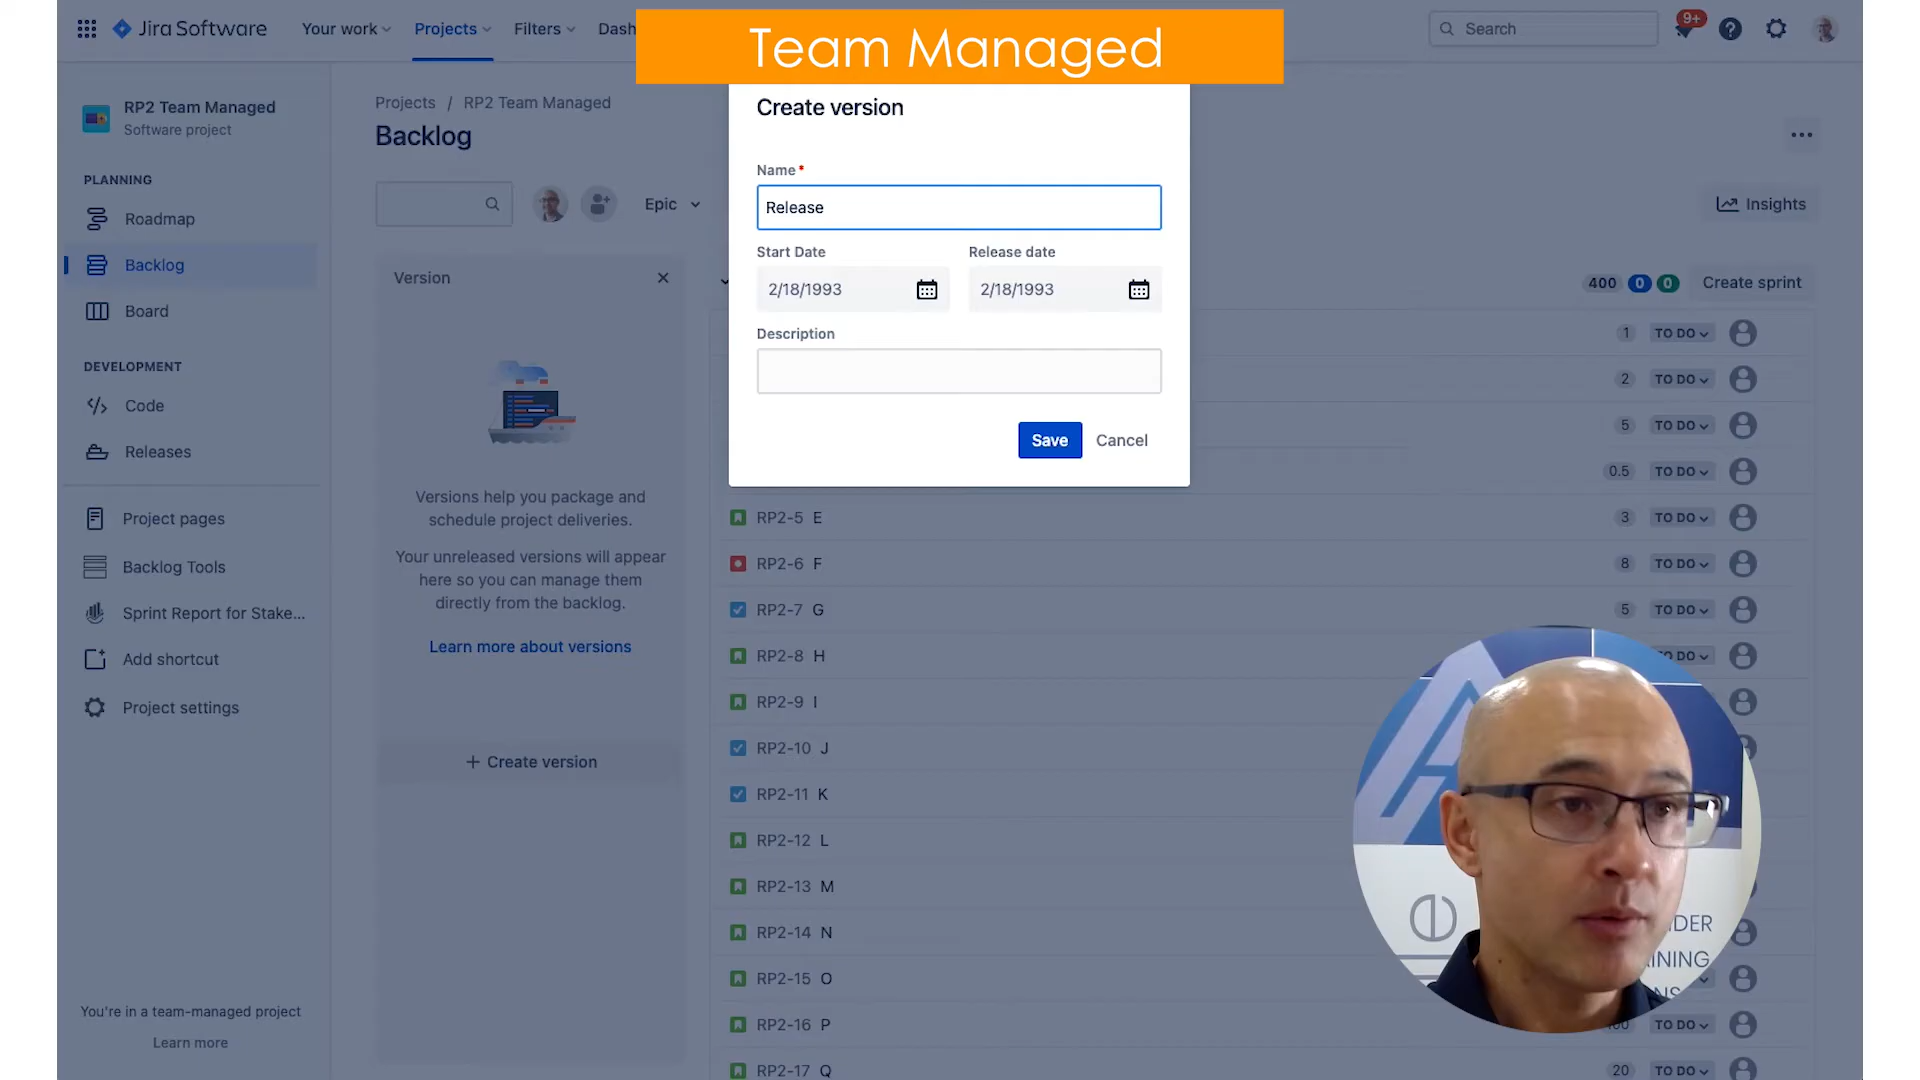 Team Managed
Jira Software
Your work
Projects
Filters
Dash
Search
9+
RP2 Team Managed
Software project
PLANNING
Roadmap
Backlog
Board
DEVELOPMENT
Code
Releases
Project pages
Backlog Tools
Sprint Report for Stake...
Add shortcut
Project settings
You're in a team-managed project
Learn more
Projects / RP2 Team Managed
Backlog
Epic
Insights
Version
Versions help you package and
schedule project deliveries.
Your unreleased versions will appear
here so you can manage them
directly from the backlog.
Learn more about versions
+ Create version
Create version
Name*
Release
Start Date
Release date
2/18/1993
2/18/1993
Description
Save
Cancel
400 0 0 Create sprint
1 TO DO
2 TO DO
5 TO DO
0.5 TO DO
RP2-5 E 3 TO DO
RP2-6 F 8 TO DO
RP2-7 G 5 TO DO
RP2-8 H TO DO
RP2-9 I
RP2-10 J
RP2-11 K
RP2-12 L
RP2-13 M
RP2-14 N
RP2-15 O
RP2-16 P TO DO
RP2-17 Q 20 TO DO